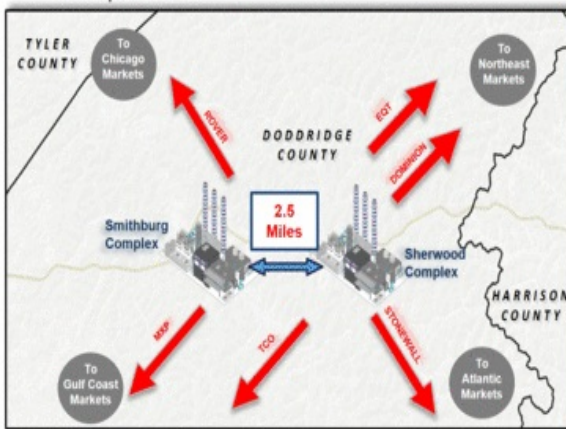 TYLER
COUNTY
To
Chicago
Markets
To
Northeast
Markets
ROVER
EQT
DOMINION
DODDRIDGE
COUNTY
2.5
Miles
Smithburg
Complex
Sherwood
Complex
HARRISON
COUNTY
MXP
TCO
STONEWALL
To
Gulf Coast
Markets
To
Atlantic
Markets